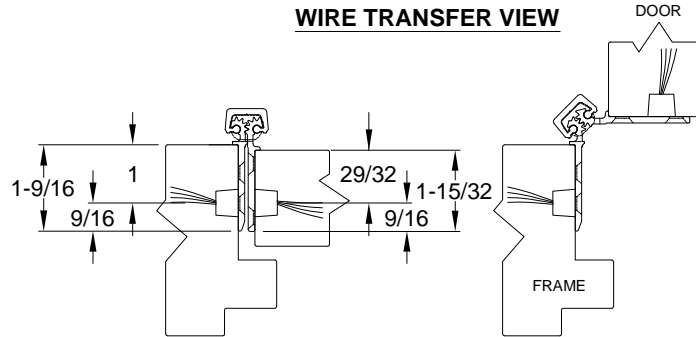 WIRE TRANSFER VIEW
DOOR
1-9/16
1
9/16
29/32
1-15/32
9/16
FRAME